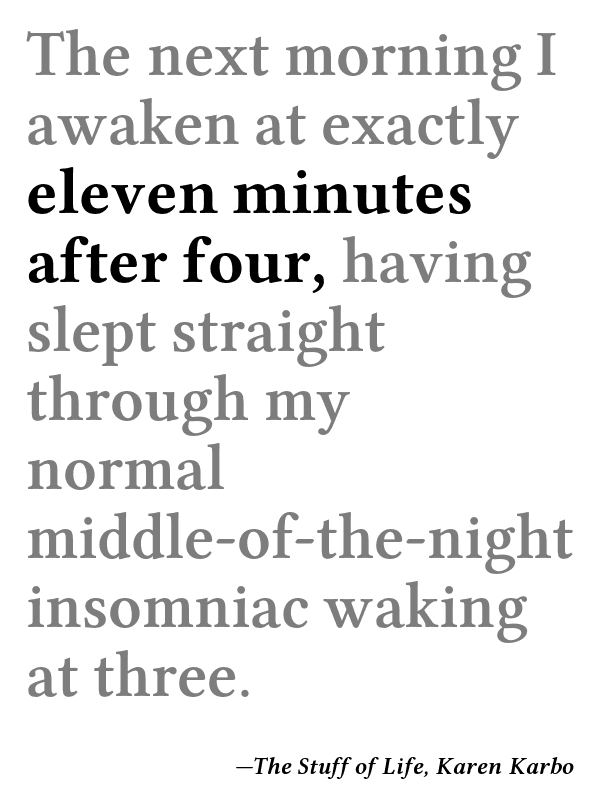 The next morning I
awaken at exactly
eleven minutes
after four, having
slept straight
through my
normal
middle-of-the-night
insomniac waking
at three.
—The Stuff of Life, Karen Karbo